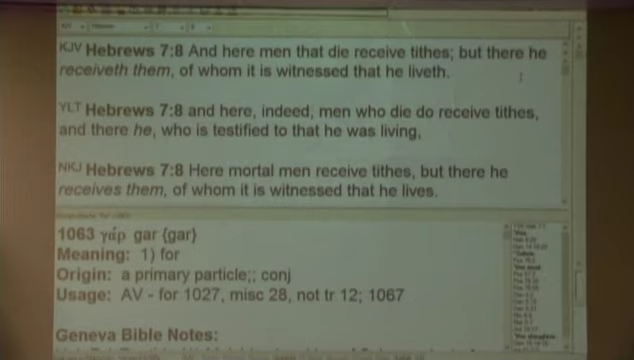 KJV Hebrews 7:8 And here men that die receive tithes; but there he
receiveth them, of whom it is witnessed that he liveth.
YLT Hebrews 7:8 and here, indeed, men who die do receive tithes,
and there he, who is testified to that he was living,
NKJ Hebrews 7:8 Here mortal men receive tithes, but there he
receives them, of whom it is witnessed that he lives.
1063 γάρ gar {gar}
Meaning: 1) for
Origin: a primary particle;; conj
Usage: AV - for 1027, misc 28, not tr 12; 1067
Geneva Bible Notes: